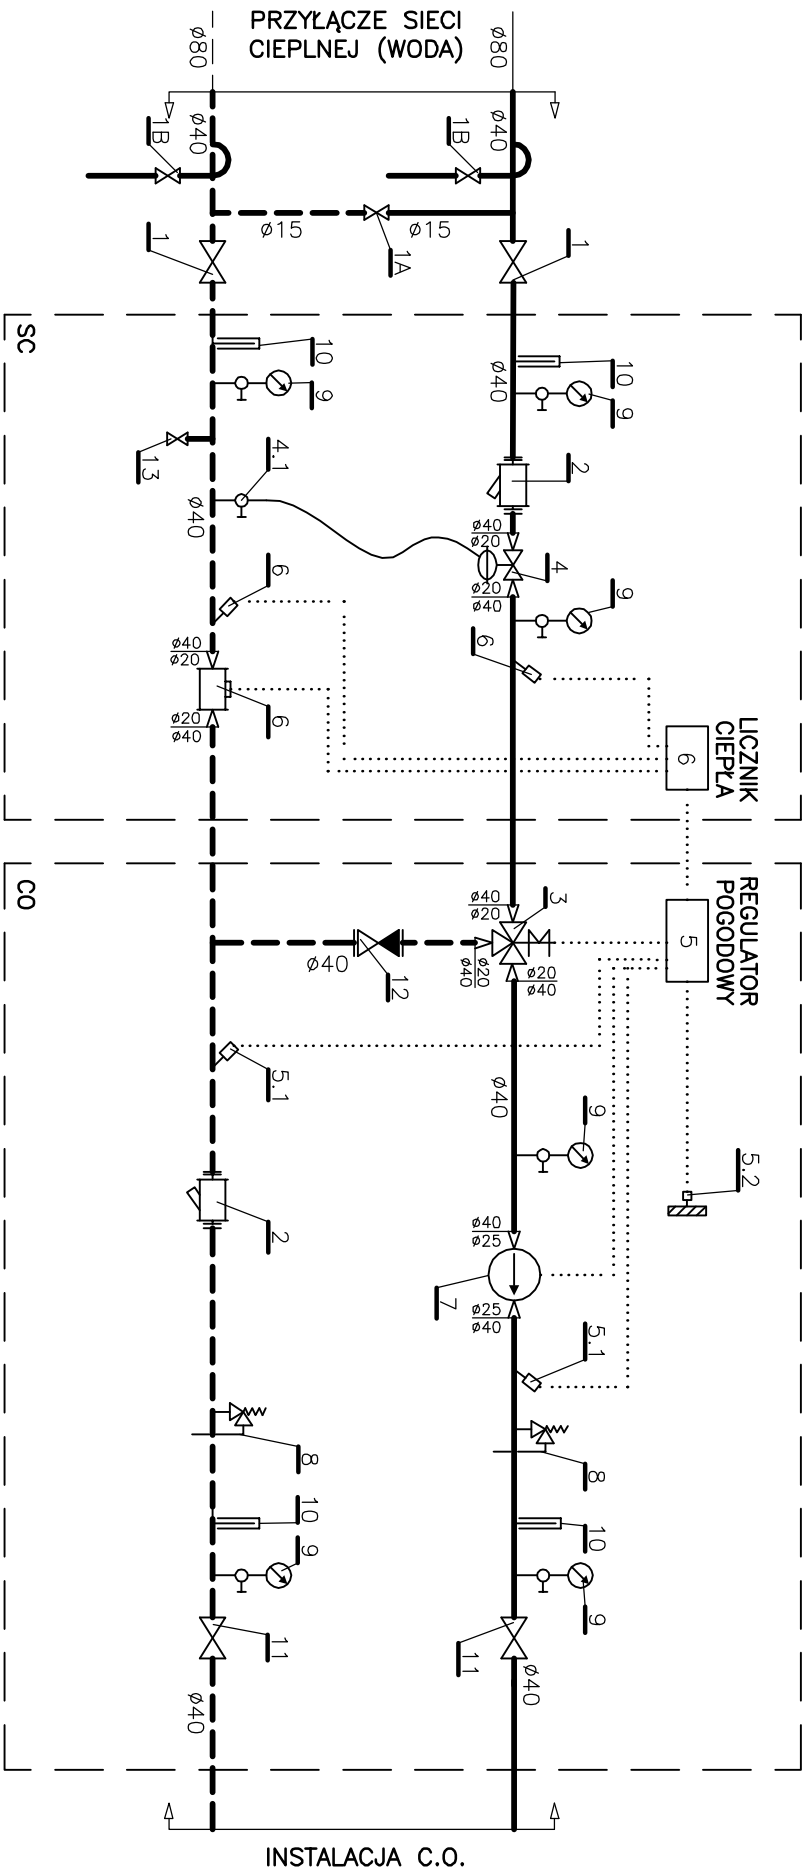 PRZYŁĄCZE SIECI
CIEPLNEJ (WODA)
ø80
ø80
ø40
ø40
1B
1B
ø15
ø15
1A
1
1
SC
10
10
9
9
ø40
2
13
4.1
ø40
ø40
ø20
4
ø20
ø40
9
6
6
ø40
ø20
6
ø20
ø40
6
LICZNIK
CIEPŁA
CO
REGULATOR
POGODOWY
5
3
ø40
ø20
ø20
ø40
ø20
ø40
ø40
12
5.1
ø40
9
5.2
2
ø40
ø25
7
ø25
ø40
5.1
8
8
10
10
9
9
11
11
ø40
ø40
INSTALACJA C.O.